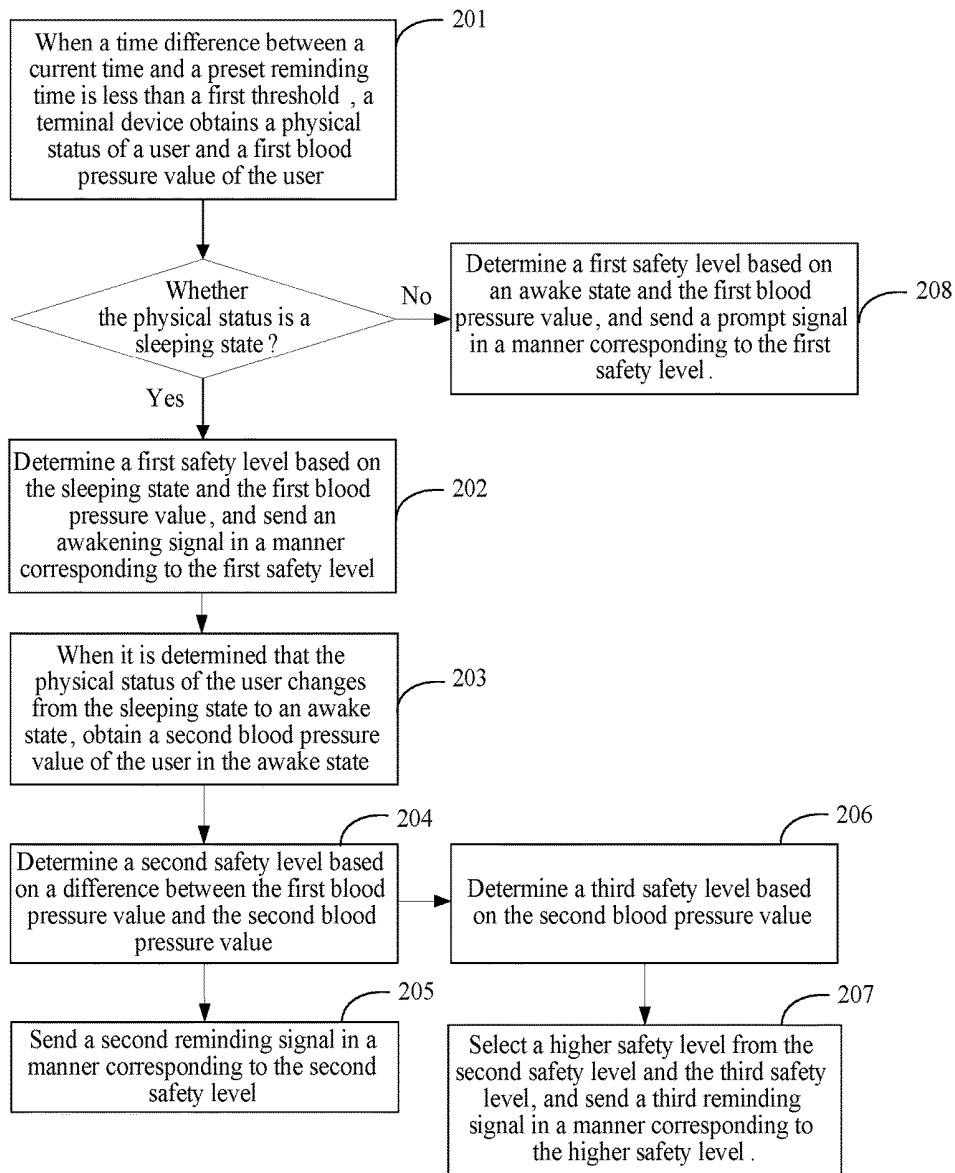 201
When a time difference between a
current time and a preset reminding
time is less than a first threshold , a
terminal device obtains a physical
status of a user and a first blood
pressure value of the user
Whether
the physical status is a
sleeping state ?
No
Determine a first safety level based on
an awake state and the first blood
pressure value, and send a prompt signal
in a manner corresponding to the first
safety level .
208
Yes
Determine a first safety level based on
the sleeping state and the first blood
pressure value, and send an
awakening signal in a manner
corresponding to the first safety level
202
When it is determined that the
physical status of the user changes
from the sleeping state to an awake
state, obtain a second blood pressure
value of the user in the awake state
203
204
Determine a second safety level based
on a difference between the first blood
pressure value and the second blood
pressure value
206
Determine a third safety level based
on the second blood pressure value
205
Send a second reminding signal in a
manner corresponding to the second
safety level
207
Select a higher safety level from the
second safety level and the third safety
level, and send a third reminding
signal in a manner corresponding to
the higher safety level .